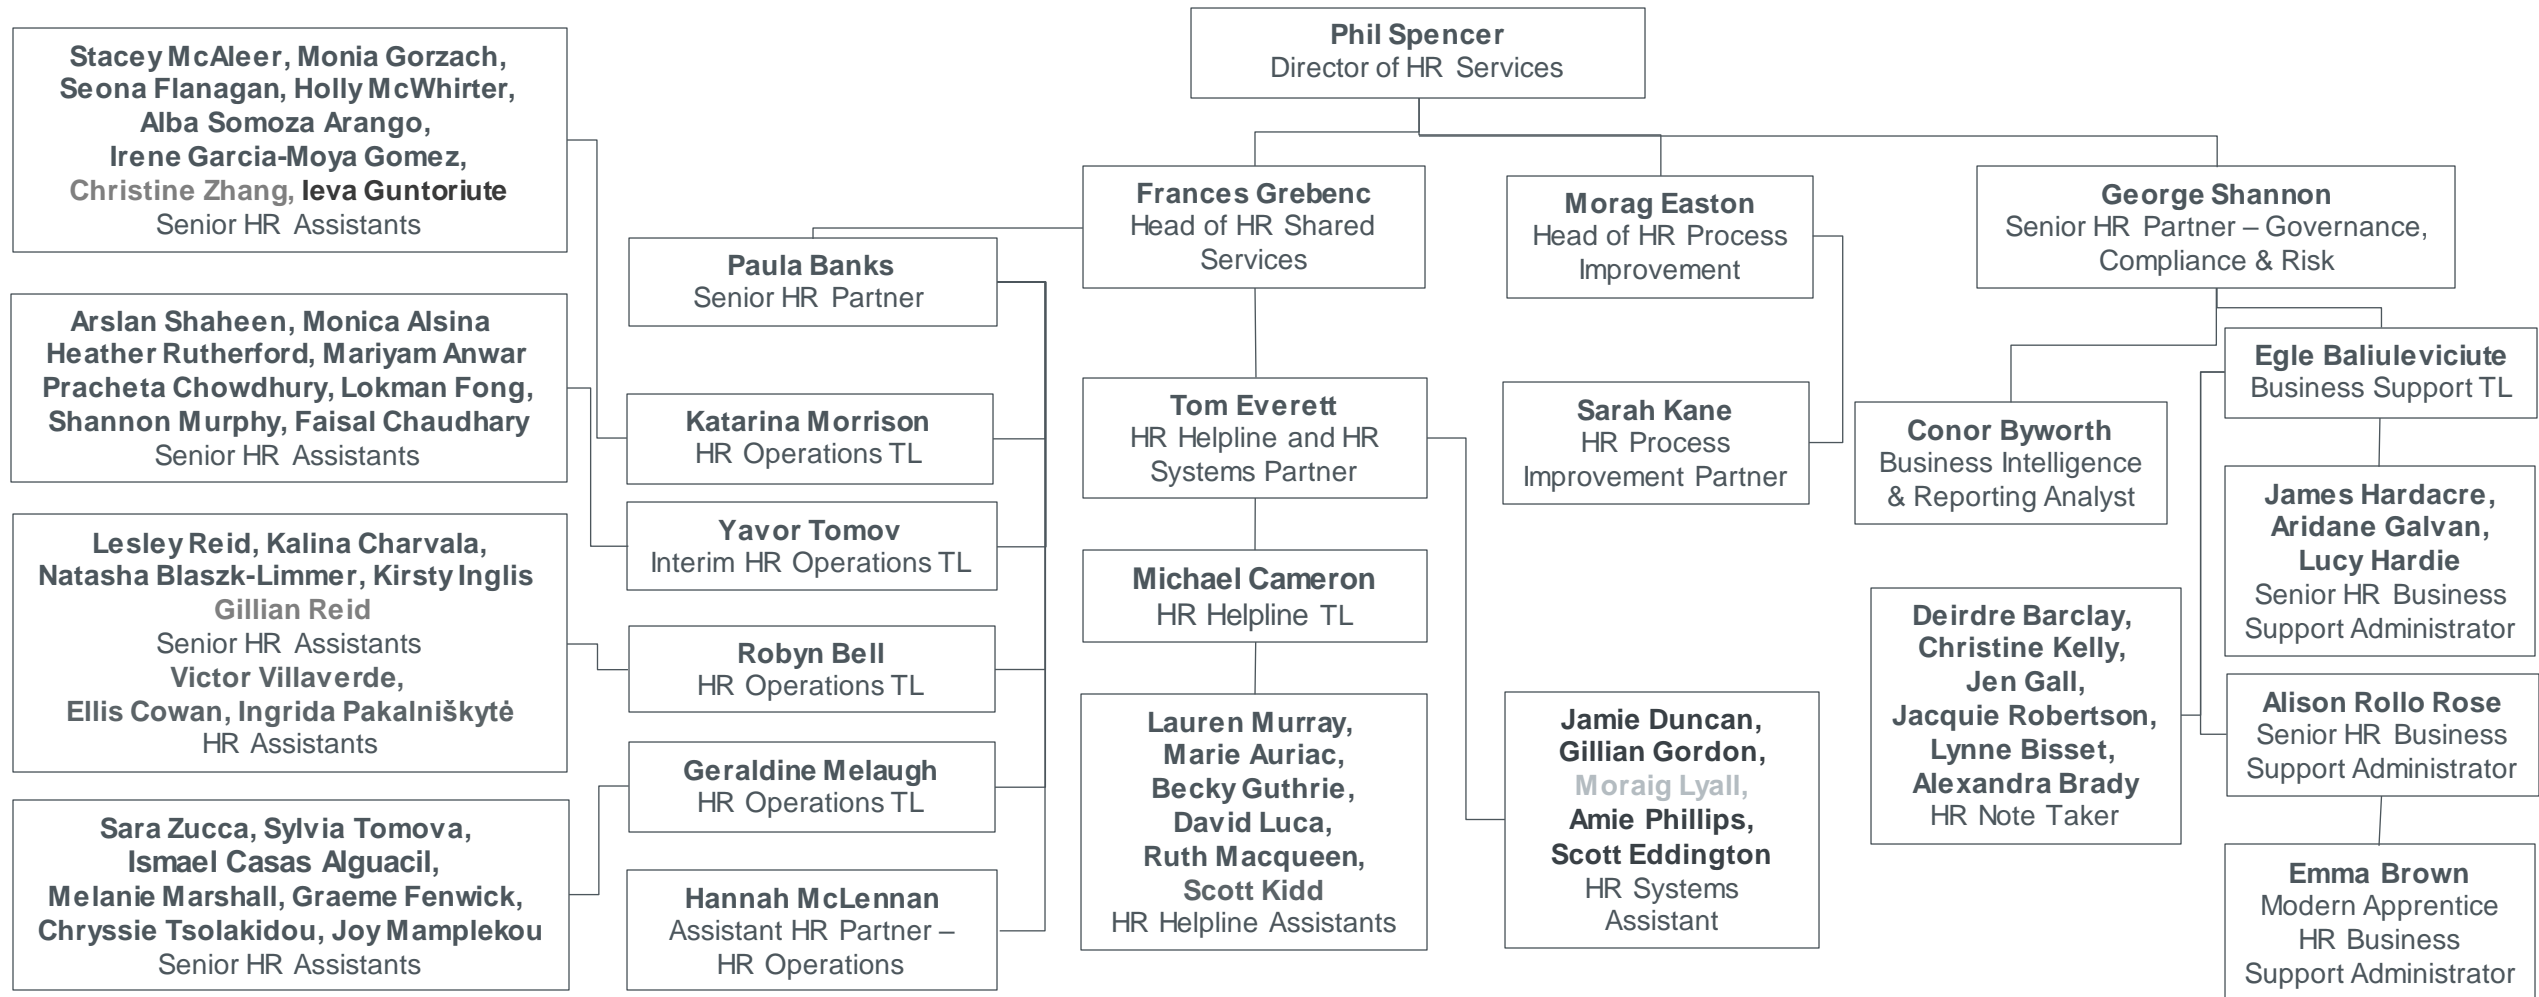 Phil Spencer
Director of HR Services
Stacey McAleer, Monia Gorzach,
Seona Flanagan, Holly McWhirter,
Alba Somoza Arango,
Irene Garcia-Moya Gomez,
Christine Zhang, Ieva Guntoriute
Senior HR Assistants
Arslan Shaheen, Monica Alsina
Heather Rutherford, Mariyam Anwar
Pracheta Chowdhury, Lokman Fong,
Shannon Murphy, Faisal Chaudhary
Senior HR Assistants
Lesley Reid, Kalina Charvala,
Natasha Blaszk-Limmer, Kirsty Inglis
Gillian Reid
Senior HR Assistants
Victor Villaverde,
Ellis Cowan, Ingrida Pakalniškytė
HR Assistants
Sara Zucca, Sylvia Tomova,
Ismael Casas Alguacil,
Melanie Marshall, Graeme Fenwick,
Chryssie Tsolakidou, Joy Mamplekou
Senior HR Assistants
Paula Banks
Senior HR Partner
Katarina Morrison
HR Operations TL
Yavor Tomov
Interim HR Operations TL
Robyn Bell
HR Operations TL
Geraldine Melaugh
HR Operations TL
Hannah McLennan
Assistant HR Partner –
HR Operations
Frances Grebenc
Head of HR Shared
Services
Tom Everett
HR Helpline and HR
Systems Partner
Michael Cameron
HR Helpline TL
Lauren Murray,
Marie Auriac,
Becky Guthrie,
David Luca,
Ruth Macqueen,
Scott Kidd
HR Helpline Assistants
Morag Easton
Head of HR Process
Improvement
Sarah Kane
HR Process
Improvement Partner
Jamie Duncan,
Gillian Gordon,
Moraig Lyall,
Amie Phillips,
Scott Eddington
HR Systems
Assistant
George Shannon
Senior HR Partner – Governance,
Compliance & Risk
Conor Byworth
Business Intelligence
& Reporting Analyst
Deirdre Barclay,
Christine Kelly,
Jen Gall,
Jacquie Robertson,
Lynne Bisset,
Alexandra Brady
HR Note Taker
Egle Baliuleviciute
Business Support TL
James Hardacre,
Aridane Galvan,
Lucy Hardie
Senior HR Business
Support Administrator
Alison Rollo Rose
Senior HR Business
Support Administrator
Emma Brown
Modern Apprentice
HR Business
Support Administrator